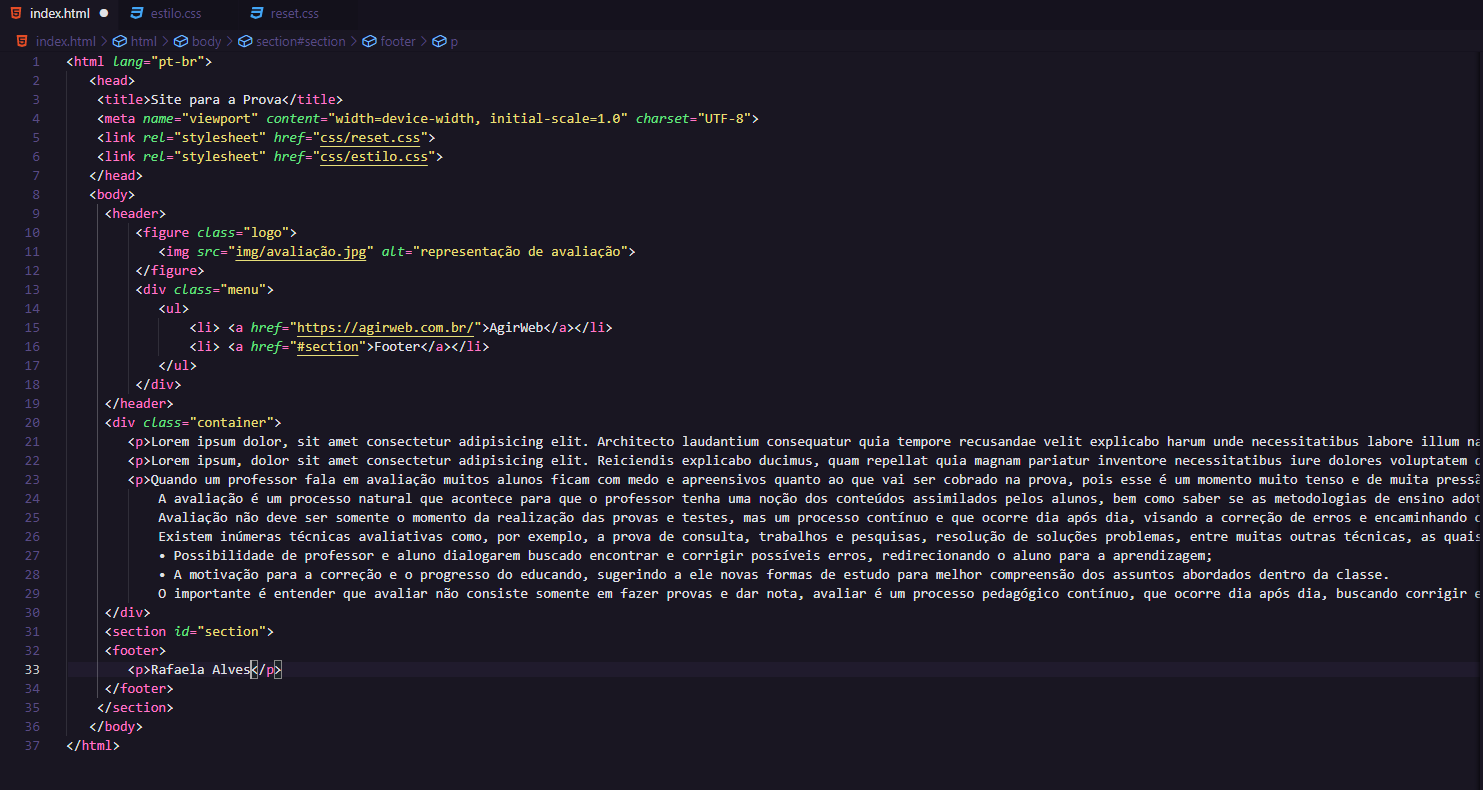 index.html estilo.css reset.css
index.html > html > body > section#section > footer > p
1 <html lang="pt-br">
2 <head>
3 <title>Site para a Prova</title>
4 <meta name="viewport" content="width=device-width, initial-scale=1.0" charset="UTF-8">
5 <link rel="stylesheet" href="css/reset.css">
6 <link rel="stylesheet" href="css/estilo.css">
7 </head>
8 <body>
9 <header>
10 <figure class="logo">
11 <img src="img/avaliação.jpg" alt="representação de avaliação">
12 </figure>
13 <div class="menu">
14 <ul>
15 <li> <a href="https://agirweb.com.br/">AgirWeb</a></li>
16 <li> <a href="#section">Footer</a></li>
17 </ul>
18 </div>
19 </header>
20 <div class="container">
21 <p>Lorem ipsum dolor, sit amet consectetur adipisicing elit. Architecto laudantium consequatur quia tempore recusandae velit explicabo harum unde necessitatibus labore illum na
22 <p>Lorem ipsum, dolor sit amet consectetur adipisicing elit. Reiciendis explicabo ducimus, quam repellat quia magnam pariatur inventore necessitatibus iure dolores voluptatem
23 <p>Quando um professor fala em avaliação muitos alunos ficam com medo e apreensivos quanto ao que vai ser cobrado na prova, pois esse é um momento muito tenso e de muita press
24 A avaliação é um processo natural que acontece para que o professor tenha uma noção dos conteúdos assimilados pelos alunos, bem como saber se as metodologias de ensino adot
25 Avaliação não deve ser somente o momento da realização das provas e testes, mas um processo contínuo e que ocorre dia após dia, visando a correção de erros e encaminhando
26 Existem inúmeras técnicas avaliativas como, por exemplo, a prova de consulta, trabalhos e pesquisas, resolução de soluções problemas, entre muitas outras técnicas, as quais
27 • Possibilidade de professor e aluno dialogarem buscado encontrar e corrigir possíveis erros, redirecionando o aluno para a aprendizagem;
28 • A motivação para a correção e o progresso do educando, sugerindo a ele novas formas de estudo para melhor compreensão dos assuntos abordados dentro da classe.
29 O importante é entender que avaliar não consiste somente em fazer provas e dar nota, avaliar é um processo pedagógico contínuo, que ocorre dia após dia, buscando corrigir e
30 </div>
31 <section id="section">
32 <footer>
33 <p>Rafaela Alves</p>
34 </footer>
35 </section>
36 </body>
37 </html>